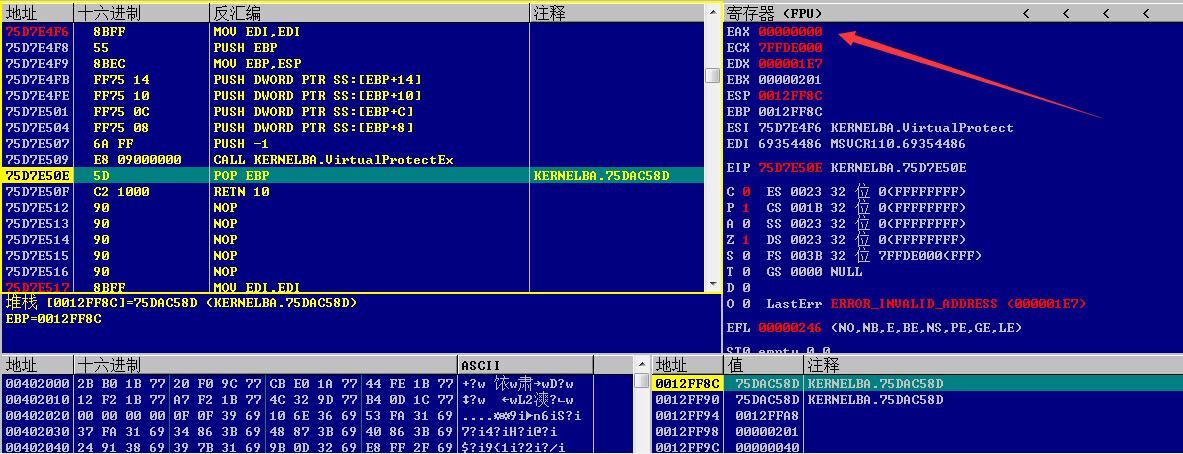 地址 十六进制 反汇编 注释
75D7E4F6 8BFF MOV EDI,EDI
75D7E4F8 55 PUSH EBP
75D7E4F9 8BEC MOV EBP,ESP
75D7E4FB FF75 14 PUSH DWORD PTR SS:[EBP+14]
75D7E4FE FF75 10 PUSH DWORD PTR SS:[EBP+10]
75D7E501 FF75 0C PUSH DWORD PTR SS:[EBP+C]
75D7E504 FF75 08 PUSH DWORD PTR SS:[EBP+8]
75D7E507 6A FF PUSH -1
75D7E509 E8 09000000 CALL KERNELBA.VirtualProtectEx
75D7E50E 5D POP EBP KERNELBA.75DAC58D
75D7E50F C2 1000 RETN 10
75D7E512 90 NOP
75D7E513 90 NOP
75D7E514 90 NOP
75D7E515 90 NOP
75D7E516 90 NOP
75D7E517 8BFF MOV EDI,EDI
堆栈 [0012FF8C]=75DAC58D (KERNELBA.75DAC58D)
EBP=0012FF8C
寄存器 (FPU) < < < <
EAX 00000000
ECX 7FFDE000
EDX 000001E7
EBX 00000201
ESP 0012FF8C
EBP 0012FF8C
ESI 75D7E4F6 KERNELBA.VirtualProtect
EDI 69354486 MSVCR110.69354486
EIP 75D7E50E KERNELBA.75D7E50E
C 0 ES 0023 32 位 0(FFFFFFFF)
P 1 CS 001B 32 位 0(FFFFFFFF)
A 0 SS 0023 32 位 0(FFFFFFFF)
Z 1 DS 0023 32 位 0(FFFFFFFF)
S 0 FS 003B 32 位 7FFDE000(FFF)
T 0 GS 0000 NULL
D 0
O 0 LastErr ERROR_INVALID_ADDRESS (000001E7)
EFL 00000246 (NO,NB,E,BE,NS,PE,GE,LE)
ST0 empty 0.0
地址 十六进制 ASCII
00402000 2B B0 1B 77 20 F0 9C 77 CB E0 1A 77 44 FE 1B 77
00402010 12 F2 1B 77 A7 F2 1B 77 4C 32 9D 77 B4 0D 1C 77
00402020 00 00 00 00 0F 0F 39 69 10 6E 36 69 53 FA 31 69
00402030 37 FA 31 69 34 86 3B 69 48 87 3B 69 40 86 3B 69
00402040 24 91 38 69 39 7B 31 69 9B 0D 32 69 E8 FF 2F 69
地址 值 注释
0012FF8C 75DAC58D KERNELBA.75DAC58D
0012FF90 75DAC58D KERNELBA.75DAC58D
0012FF94 0012FFA8
0012FF98 00000201
0012FF9C 00000040